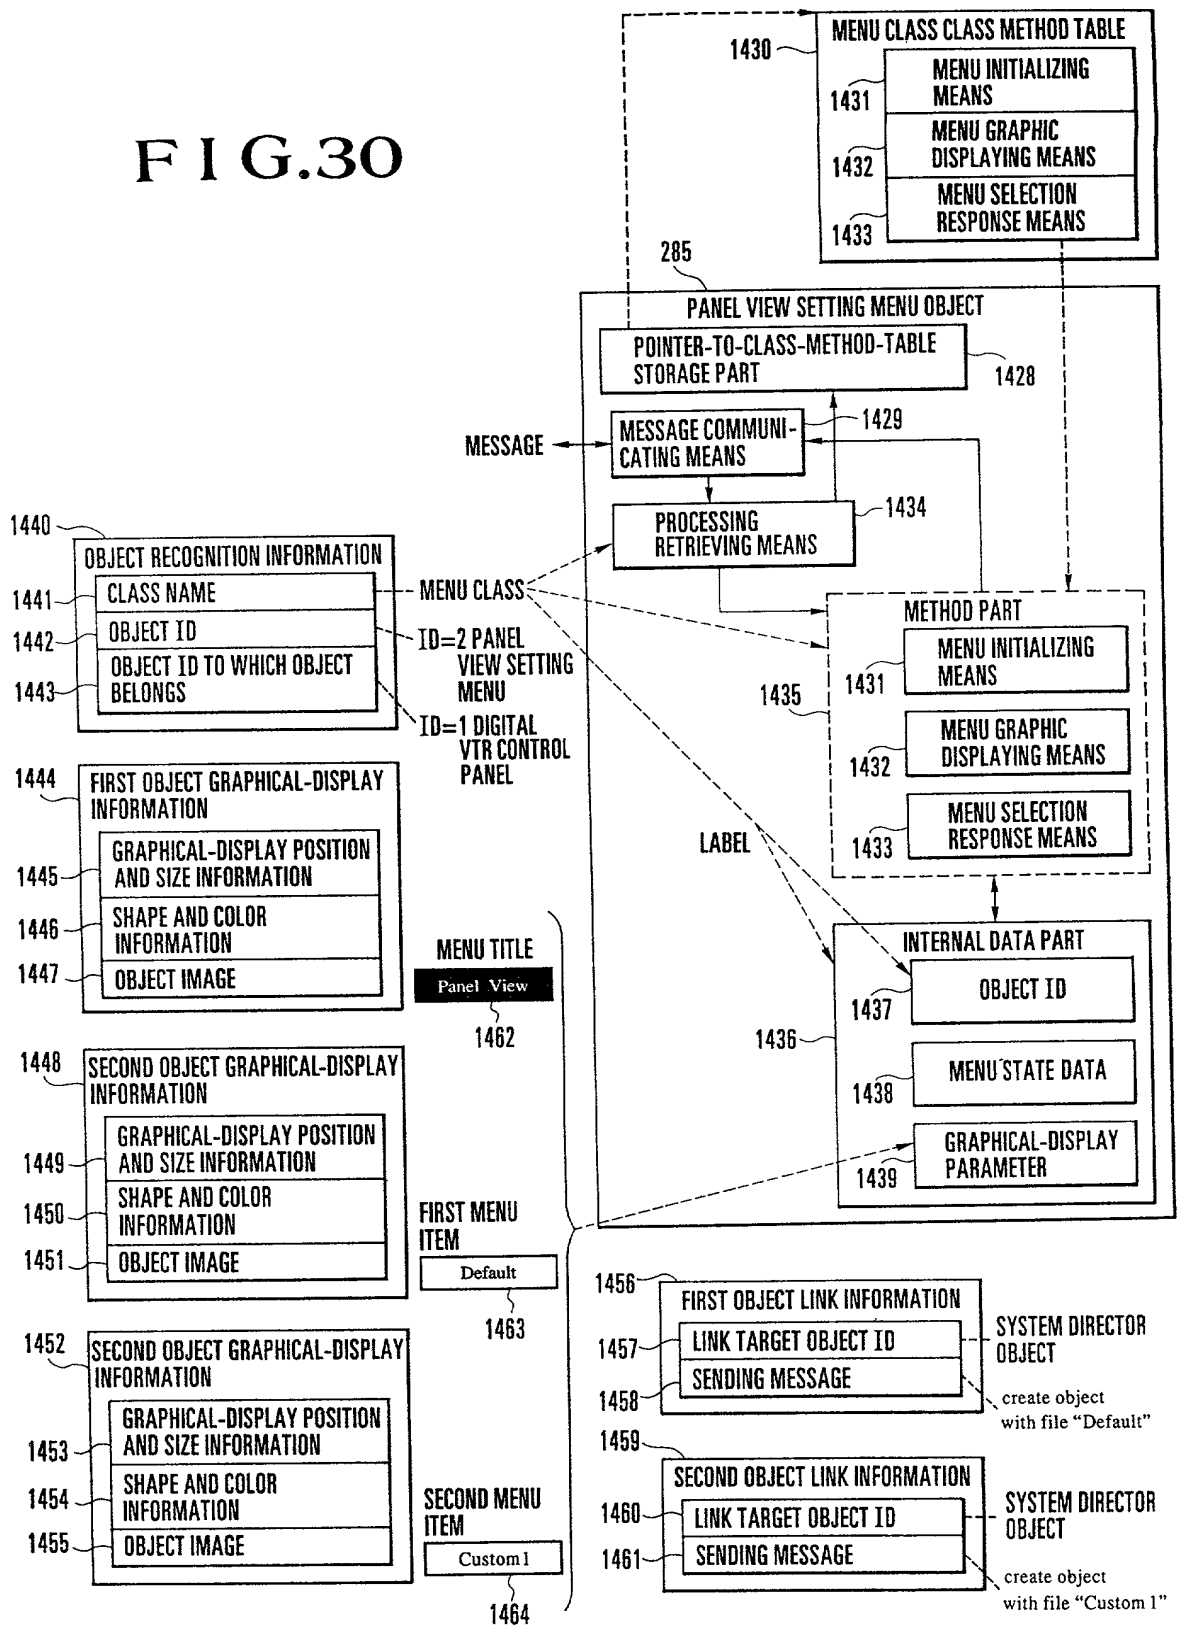 FIG.30
1430
MENU CLASS CLASS METHOD TABLE
1431
MENU INITIALIZING
MEANS
1432
MENU GRAPHIC
DISPLAYING MEANS
1433
MENU SELECTION
RESPONSE MEANS
285
PANEL VIEW SETTING MENU OBJECT
POINTER-TO-CLASS-METHOD-TABLE
STORAGE PART
1428
MESSAGE
MESSAGE COMMUNI-
CATING MEANS
1429
PROCESSING
RETRIEVING MEANS
1434
METHOD PART
1435
MENU INITIALIZING
MEANS
1431
MENU GRAPHIC
DISPLAYING MEANS
1432
MENU SELECTION
RESPONSE MEANS
1433
LABEL
INTERNAL DATA PART
1436
OBJECT ID
1437
MENU STATE DATA
1438
GRAPHICAL-DISPLAY
PARAMETER
1439
1440
OBJECT RECOGNITION INFORMATION
1441
CLASS NAME
MENU CLASS
1442
OBJECT ID
ID=2 PANEL
VIEW SETTING
MENU
1443
OBJECT ID TO WHICH OBJECT
BELONGS
ID=1 DIGITAL
VTR CONTROL
PANEL
1444
FIRST OBJECT GRAPHICAL-DISPLAY
INFORMATION
1445
GRAPHICAL-DISPLAY POSITION
AND SIZE INFORMATION
1446
SHAPE AND COLOR
INFORMATION
1447
OBJECT IMAGE
MENU TITLE
Panel View
1462
1448
SECOND OBJECT GRAPHICAL-DISPLAY
INFORMATION
1449
GRAPHICAL-DISPLAY POSITION
AND SIZE INFORMATION
1450
SHAPE AND COLOR
INFORMATION
1451
OBJECT IMAGE
FIRST MENU
ITEM
Default
1463
1452
SECOND OBJECT GRAPHICAL-DISPLAY
INFORMATION
1453
GRAPHICAL-DISPLAY POSITION
AND SIZE INFORMATION
1454
SHAPE AND COLOR
INFORMATION
1455
OBJECT IMAGE
SECOND MENU
ITEM
Custom1
1464
1456
FIRST OBJECT LINK INFORMATION
1457
LINK TARGET OBJECT ID
SYSTEM DIRECTOR
OBJECT
1458
SENDING MESSAGE
create object
with file “Default”
1459
SECOND OBJECT LINK INFORMATION
1460
LINK TARGET OBJECT ID
SYSTEM DIRECTOR
OBJECT
1461
SENDING MESSAGE
create object
with file “Custom 1”